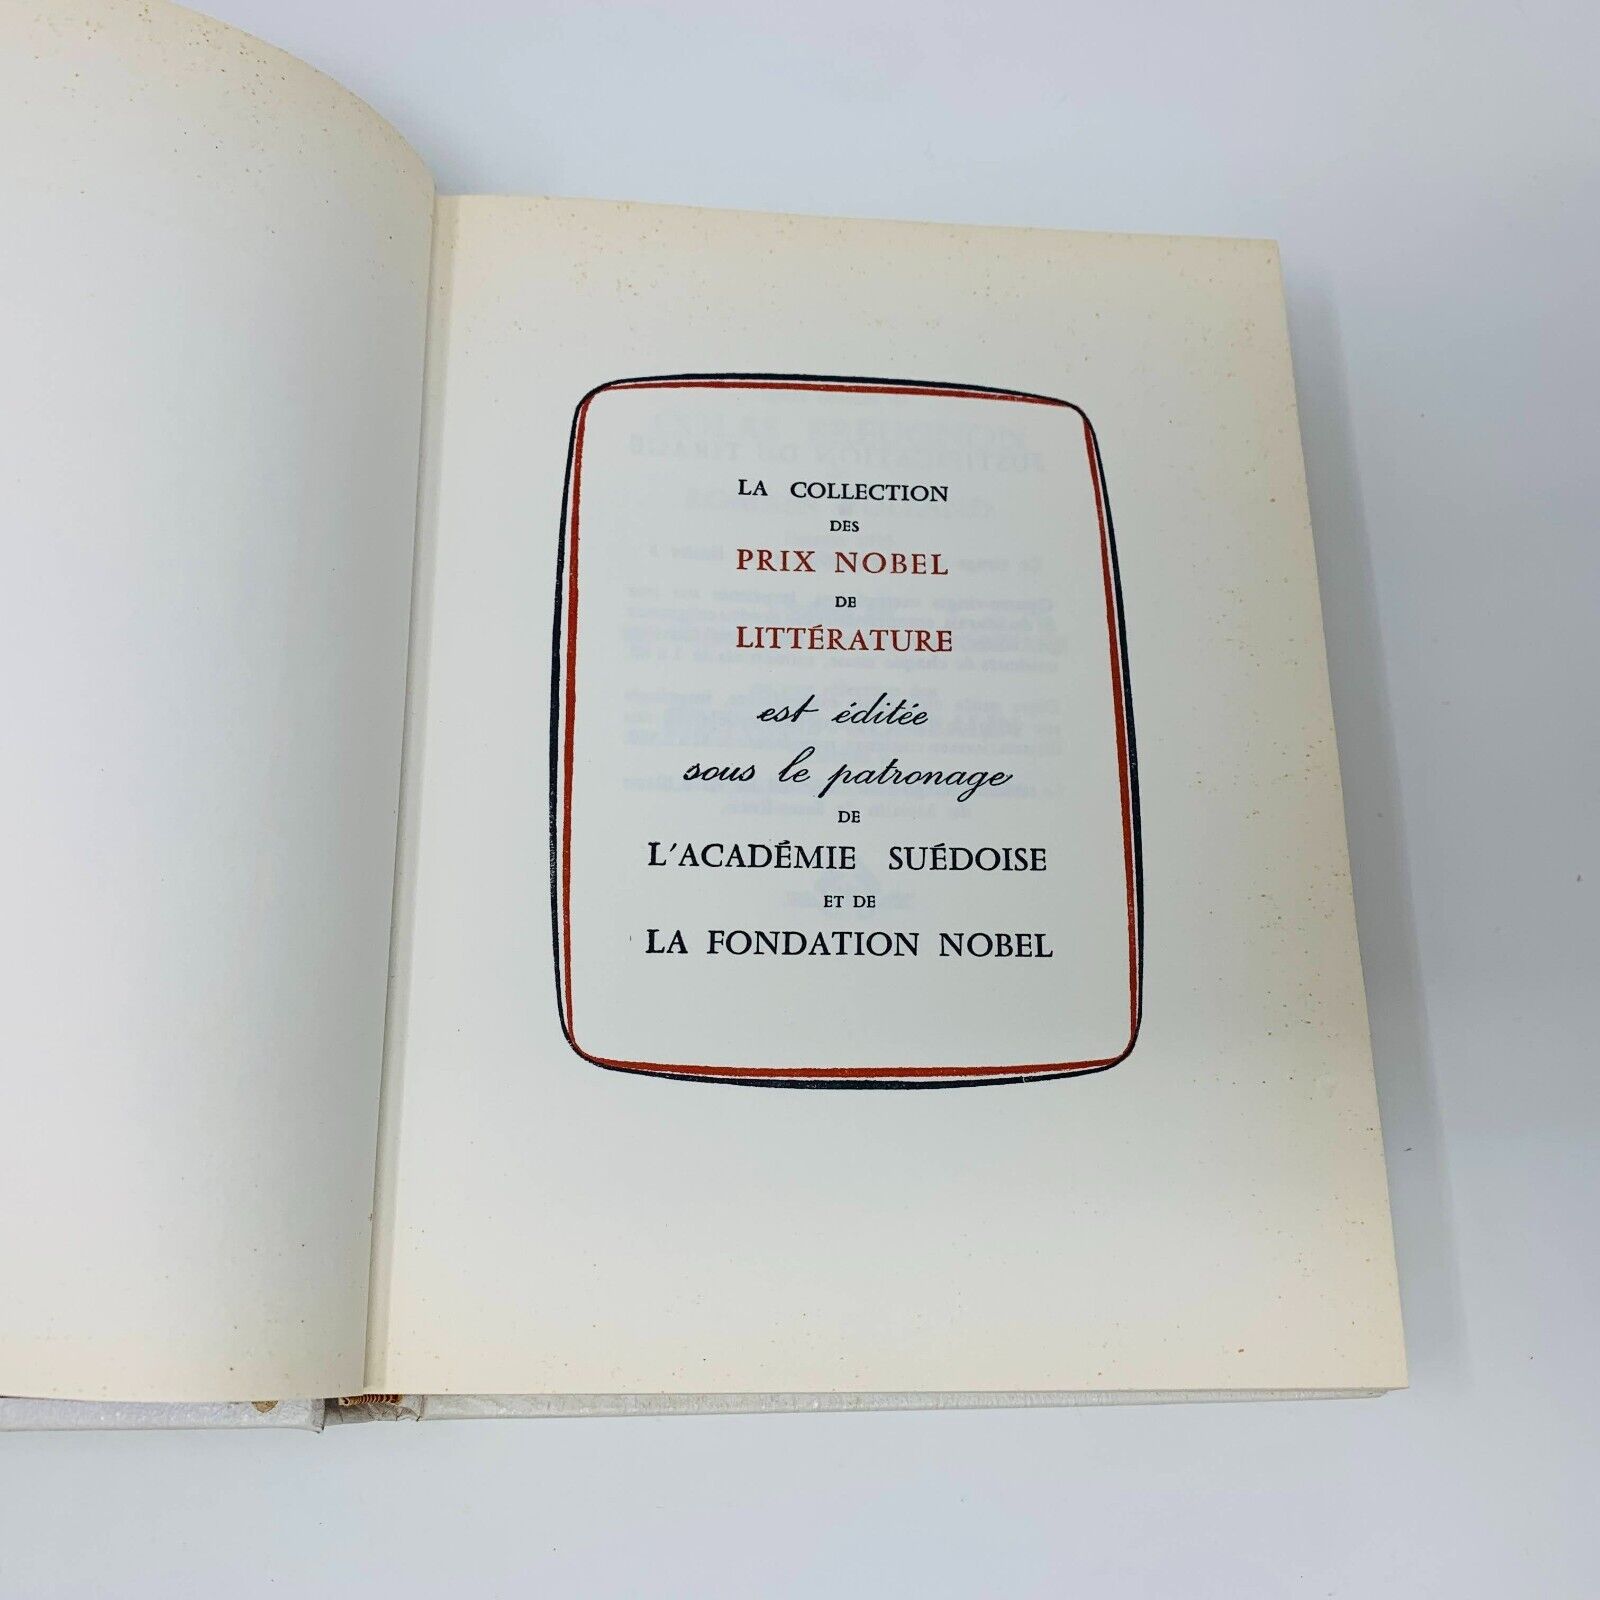 LA COLLECTION
DES
PRIX NOBEL
DE
LITTÉRATURE
est éditée
sous le patronage
DE
L'ACADÉMIE SUÉDOISE
ET DE
LA FONDATION NOBEL